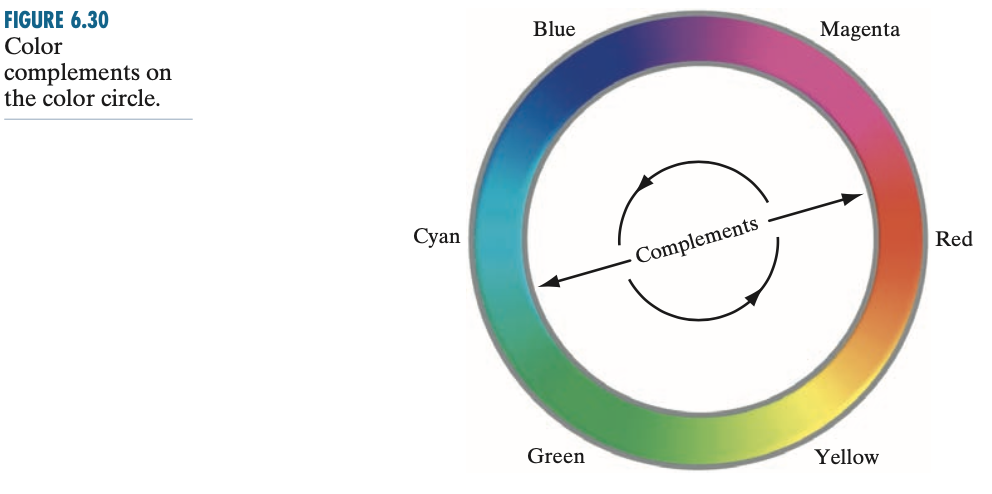 FIGURE 6.30
Color
complements on
the color circle.
Blue
Magenta
Complements
Cyan
Red
Green
Yellow